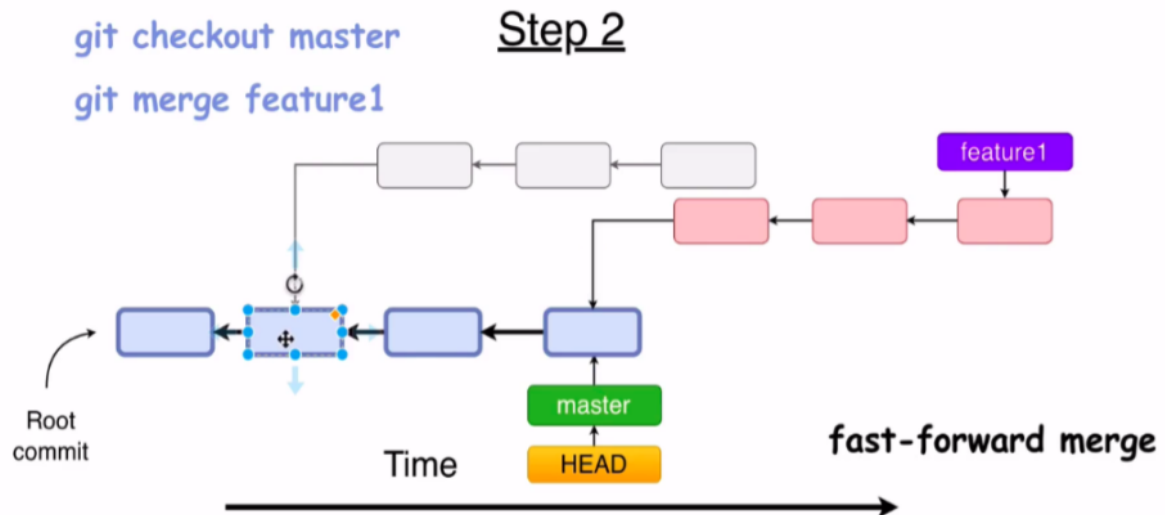 Step 2
git checkout master
git merge feature1
feature1
master
HEAD
Root
commit
Time
fast-forward merge